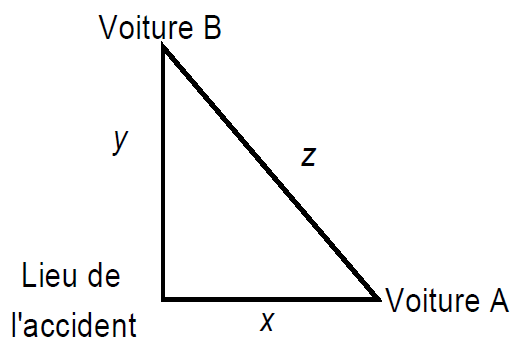 Voiture B
y
z
Lieu de
l'accident
x
Voiture A